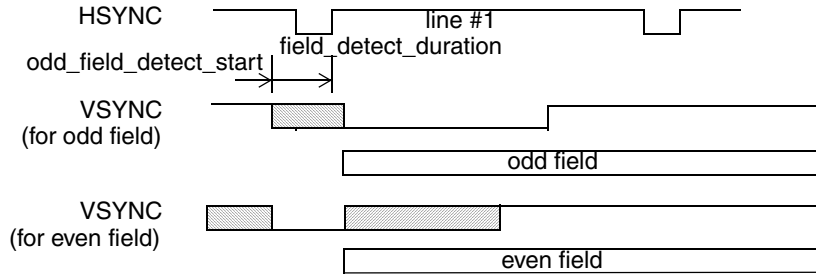 HSYNC
line #1
field_detect_duration
odd_field_detect_start
VSYNC
(for odd field)
odd field
VSYNC
(for even field)
even field